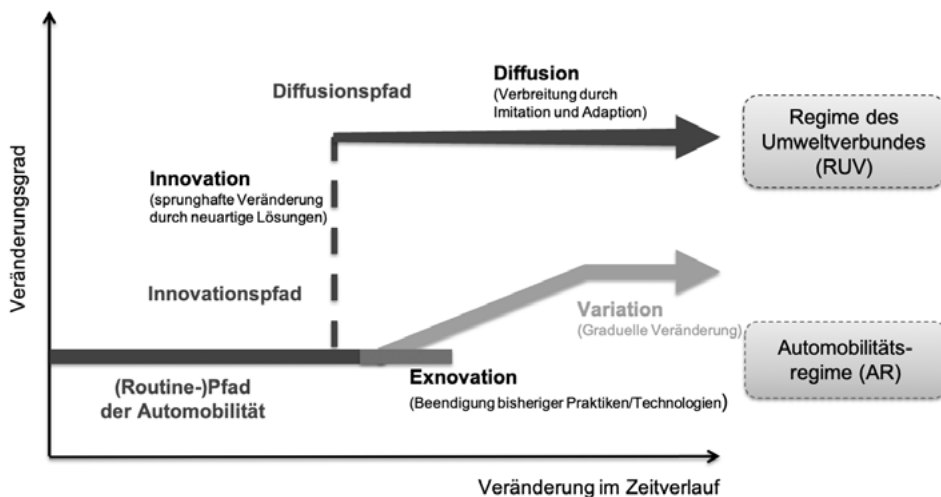 Veränderungsgrad
Diffusionspfad
Diffusion
(Verbreitung durch
Imitation und Adaption)
Regime des
Umweltverbundes
(RUV)
Innovation
(sprunghafte Veränderung
durch neuartige Lösungen)
Innovationspfad
Variation
(Graduelle Veränderung)
Automobilitäts-
regime (AR)
(Routine-)Pfad
der Automobilität
Exnovation
(Beendigung bisheriger Praktiken/Technologien)
Veränderung im Zeitverlauf